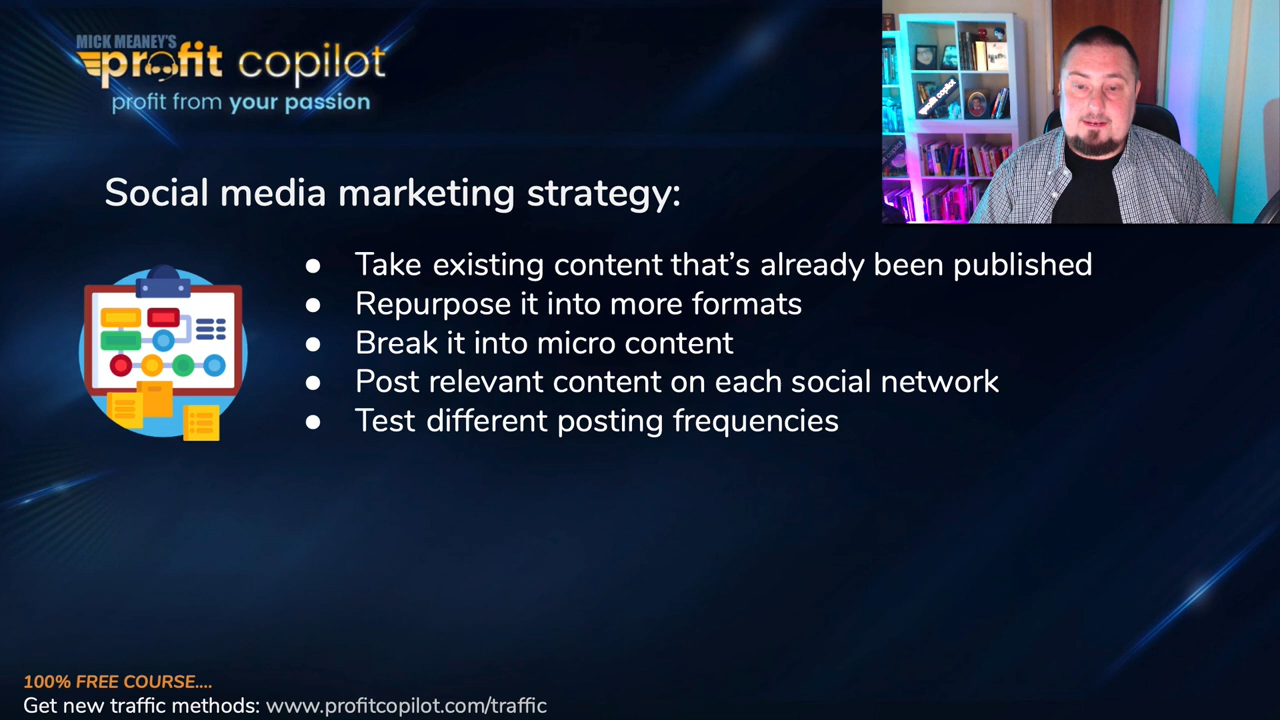 MICK MEANEY'S
profit copilot
profit from your passion
profit copilot
Social media marketing strategy:
● Take existing content that's already been published
● Repurpose it into more formats
● Break it into micro content
● Post relevant content on each social network
● Test different posting frequencies
100% FREE COURSE....
Get new traffic methods: www.profitcopilot.com/traffic